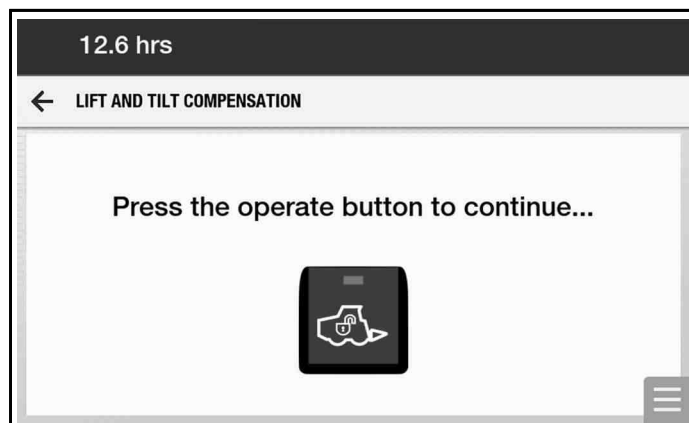 12.6 hrs
LIFT AND TILT COMPENSATION
Press the operate button to continue...